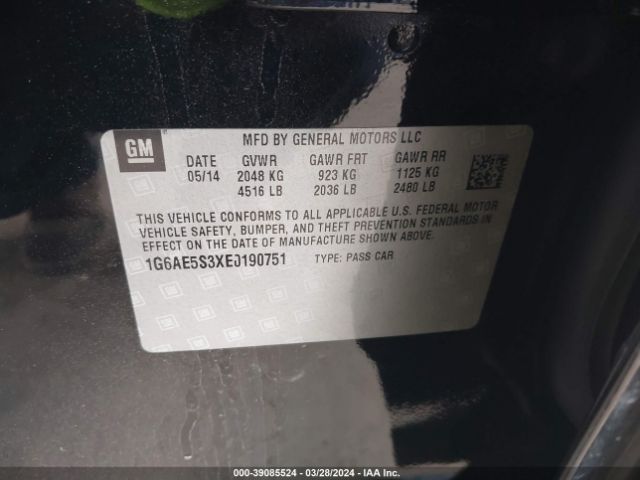 GM
MFD BY GENERAL MOTORS LLC
DATE GVWR GAWR FRT GAWR RR
05/14 2048 KG 923 KG 1125 KG
4516 LB 2036 LB 2480 LB
THIS VEHICLE CONFORMS TO ALL APPLICABLE U.S. FEDERAL MOTOR
VEHICLE SAFETY, BUMPER, AND THEFT PREVENTION STANDARDS IN
EFFECT ON THE DATE OF MANUFACTURE SHOWN ABOVE.
1G6AE5S3XE0190751 TYPE: PASS CAR
000-39085524 | 03/28/2024 | IAA Inc.